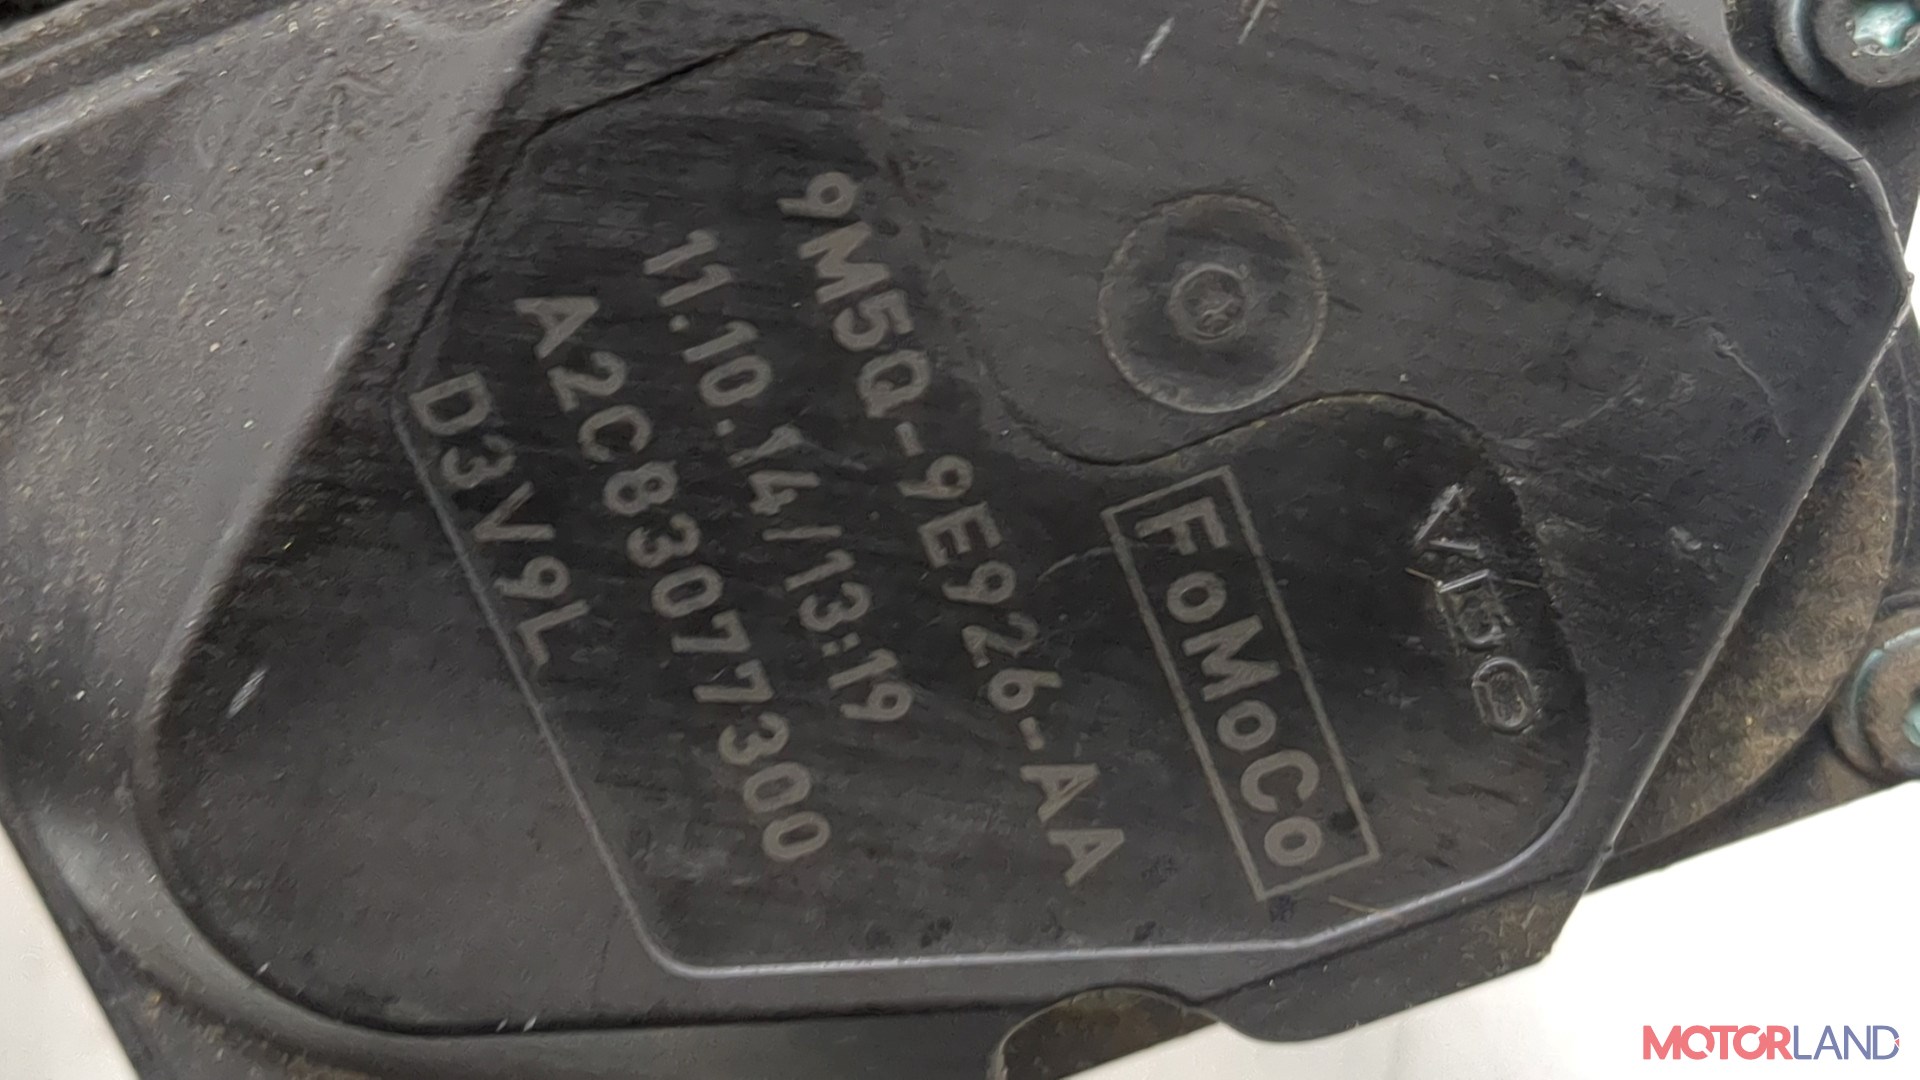 VDO
FoMoCo
9M5Q-9E926-AA
11.10.14/13:19
A2C83077300
D3V9L
MOTORLAND